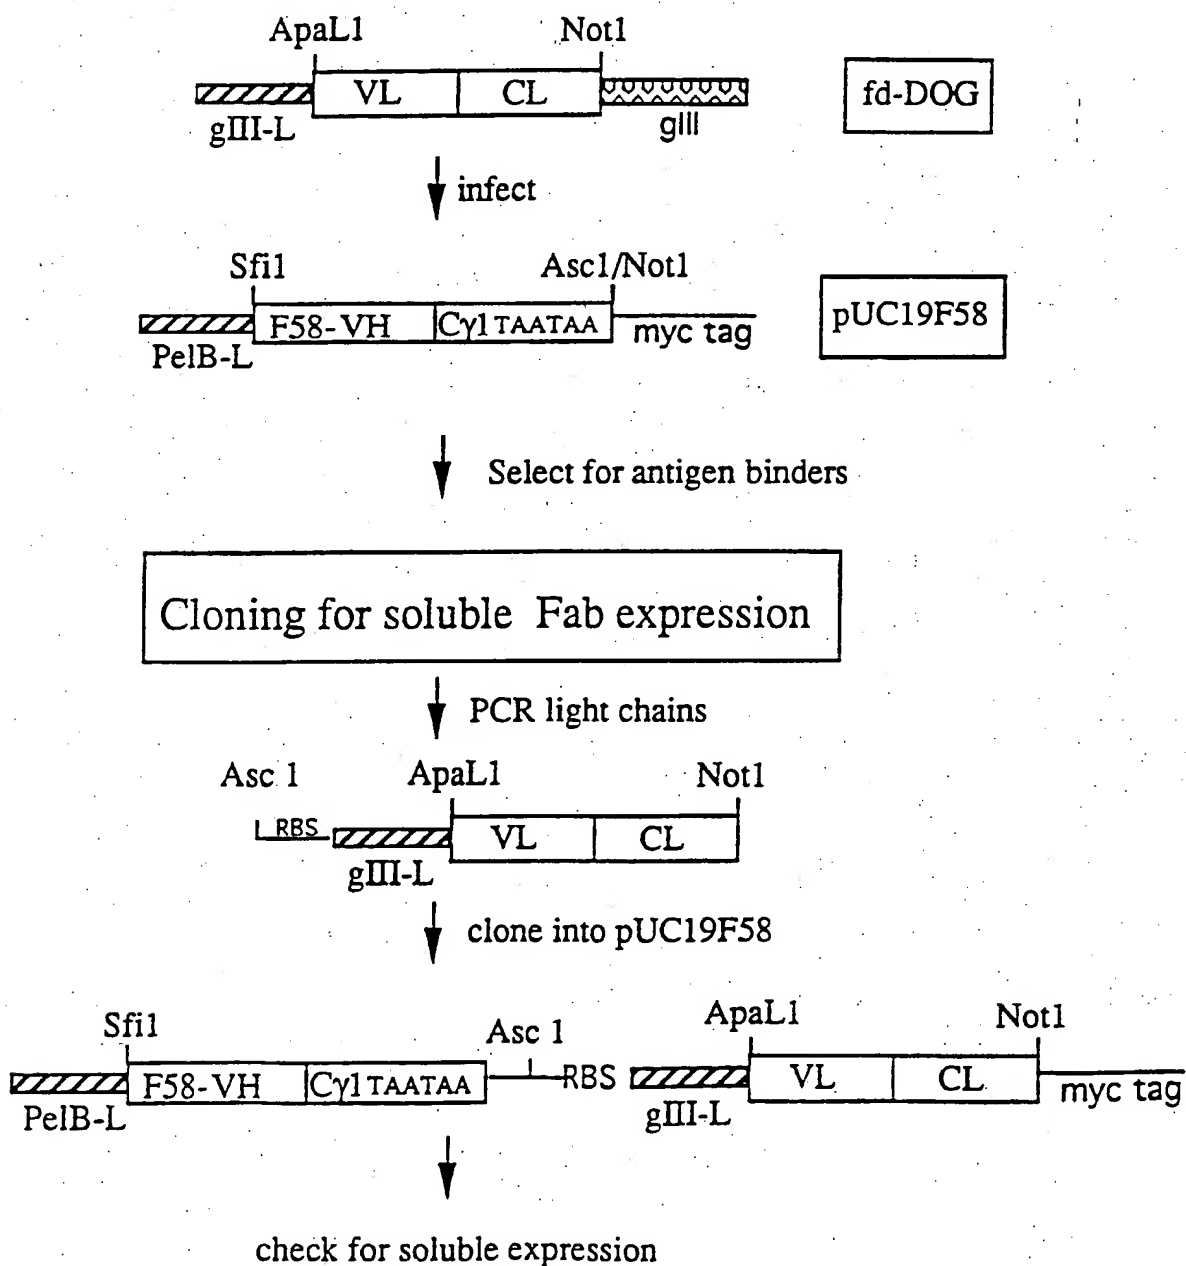 ApaL1 Not1
VL CL fd-DOG
gIII-L gIII
infect
Sfi1 Asc1/Not1
F58-VH Cγ1 TAATAA pUC19F58
PelB-L myc tag
Select for antigen binders
Cloning for soluble Fab expression
PCR light chains
Asc 1 ApaL1 Not1
RBS VL CL
gIII-L
clone into pUC19F58
Sfi1 Asc 1 ApaL1 Not1
F58-VH Cγ1 TAATAA RBS VL CL
PelB-L gIII-L myc tag
check for soluble expression